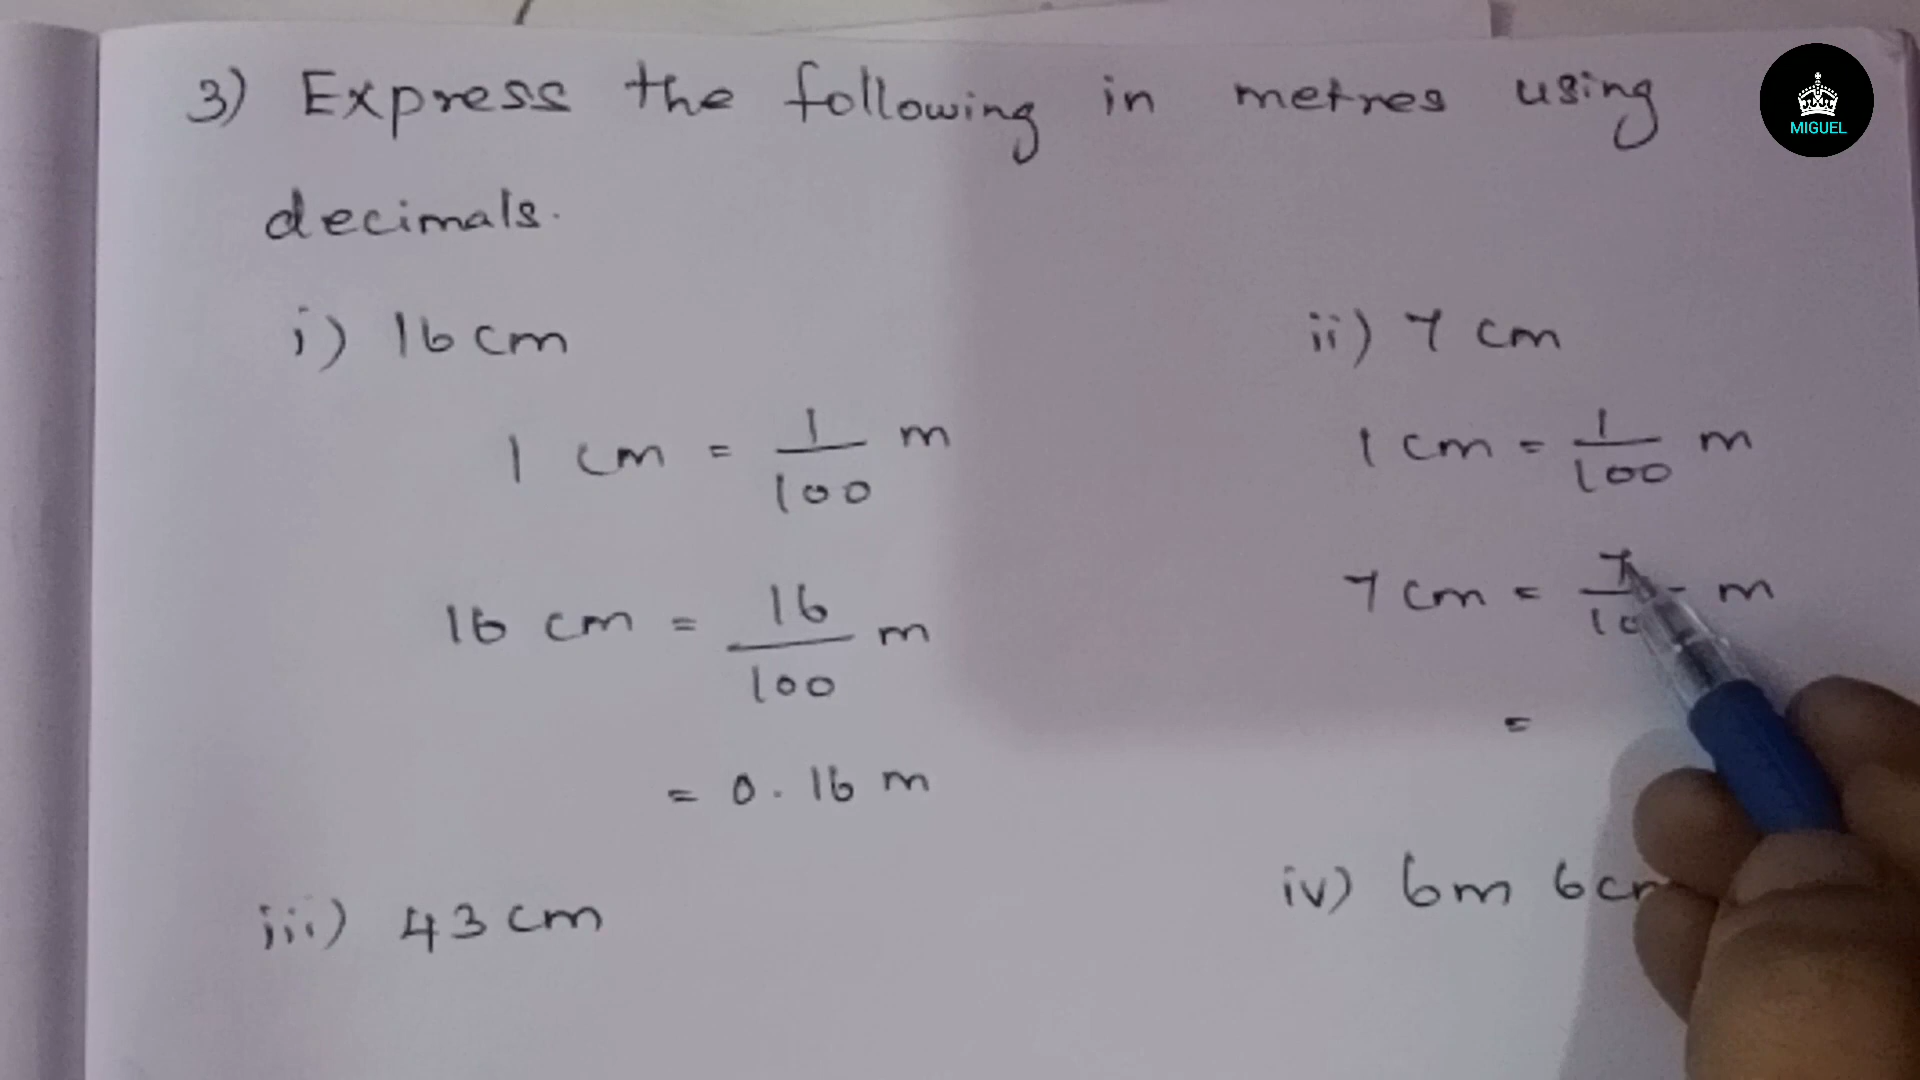 3) Express the following in metres using
decimals.
i) 16 cm
1 cm = 1/100 m
16 cm = 16/100 m
= 0.16 m
ii) 7 cm
1 cm = 1/100 m
7 cm = 7/10 m
=
iii) 43 cm
iv) 6m 6c
MIGUEL